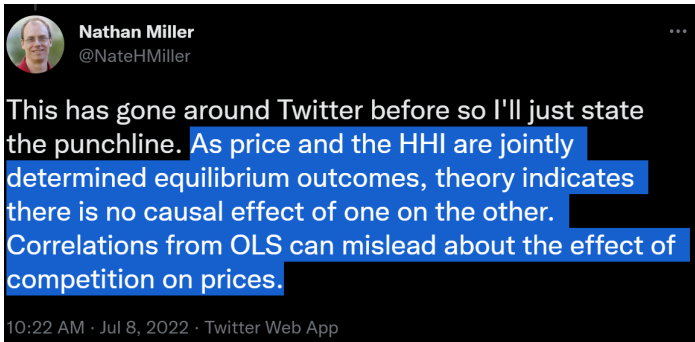 Nathan Miller
@NateHMiller
This has gone around Twitter before so I'll just state
the punchline. As price and the HHI are jointly
determined equilibrium outcomes, theory indicates
there is no causal effect of one on the other.
Correlations from OLS can mislead about the effect of
competition on prices.
10:22 AM · Jul 8, 2022 · Twitter Web App